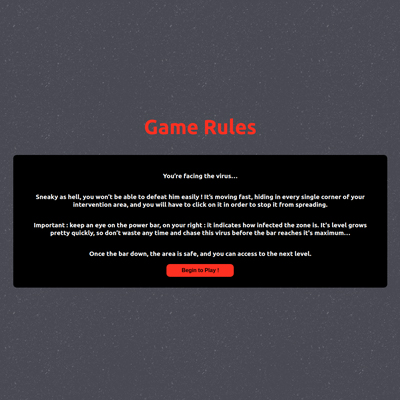 Game Rules
You're facing the virus...
Sneaky as hell, you won't be able to defeat him easily ! It's moving fast, hiding in every single corner of your
intervention area, and you will have to click on it in order to stop it from spreading.
Important : keep an eye on the power bar, on your right : it indicates how infected the zone is. It's level grows
pretty quickly, so don't waste any time and chase this virus before the bar reaches it's maximum...
Once the bar down, the area is safe, and you can access to the next level.
Begin to Play !